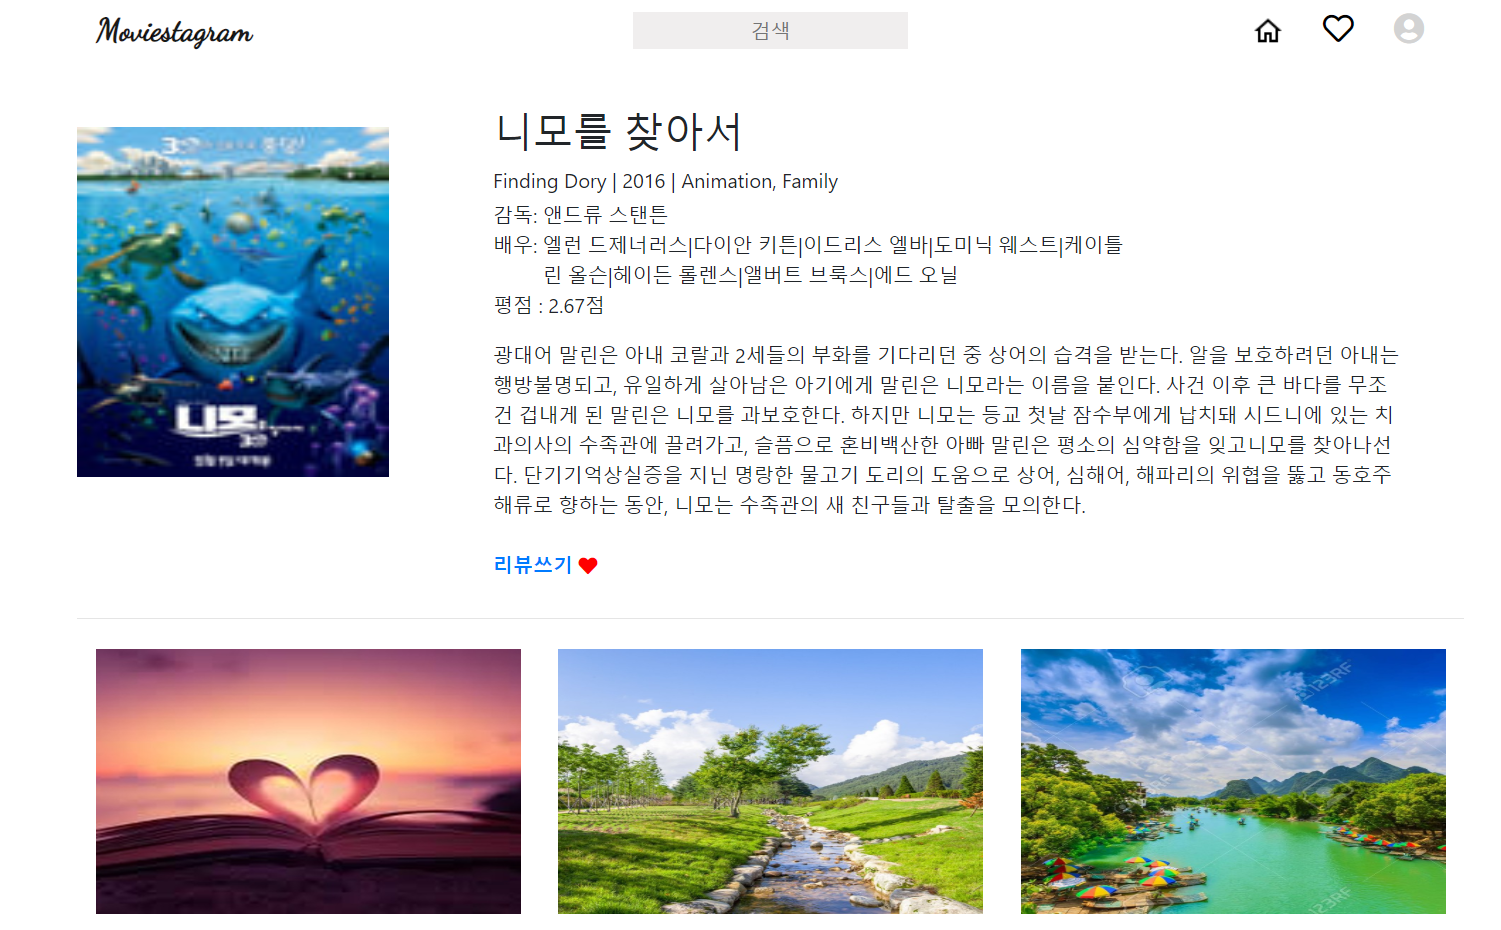 Moviestagram
검색
니모를 찾아서
Finding Dory | 2016 | Animation, Family
감독: 앤드류 스탠튼
배우: 엘런 드제너러스|다이안 키튼|이드리스 엘바|도미닉 웨스트|케이틀
린 올슨|헤이든 롤렌스|앨버트 브룩스|에드 오닐
평점 : 2.67점
광대어 말린은 아내 코랄과 2세들의 부화를 기다리던 중 상어의 습격을 받는다. 알을 보호하려던 아내는
행방불명되고, 유일하게 살아남은 아기에게 말린은 니모라는 이름을 붙인다. 사건 이후 큰 바다를 무조
건 겁내게 된 말린은 니모를 과보호한다. 하지만 니모는 등교 첫날 잠수부에게 납치돼 시드니에 있는 치
과의사의 수족관에 끌려가고, 슬픔으로 혼비백산한 아빠 말린은 평소의 심약함을 잊고니모를 찾아나선
다. 단기기억상실증을 지닌 명랑한 물고기 도리의 도움으로 상어, 심해어, 해파리의 위협을 뚫고 동호주
해류로 향하는 동안, 니모는 수족관의 새 친구들과 탈출을 모의한다.
리뷰쓰기
니모
3D
123RF
123RF